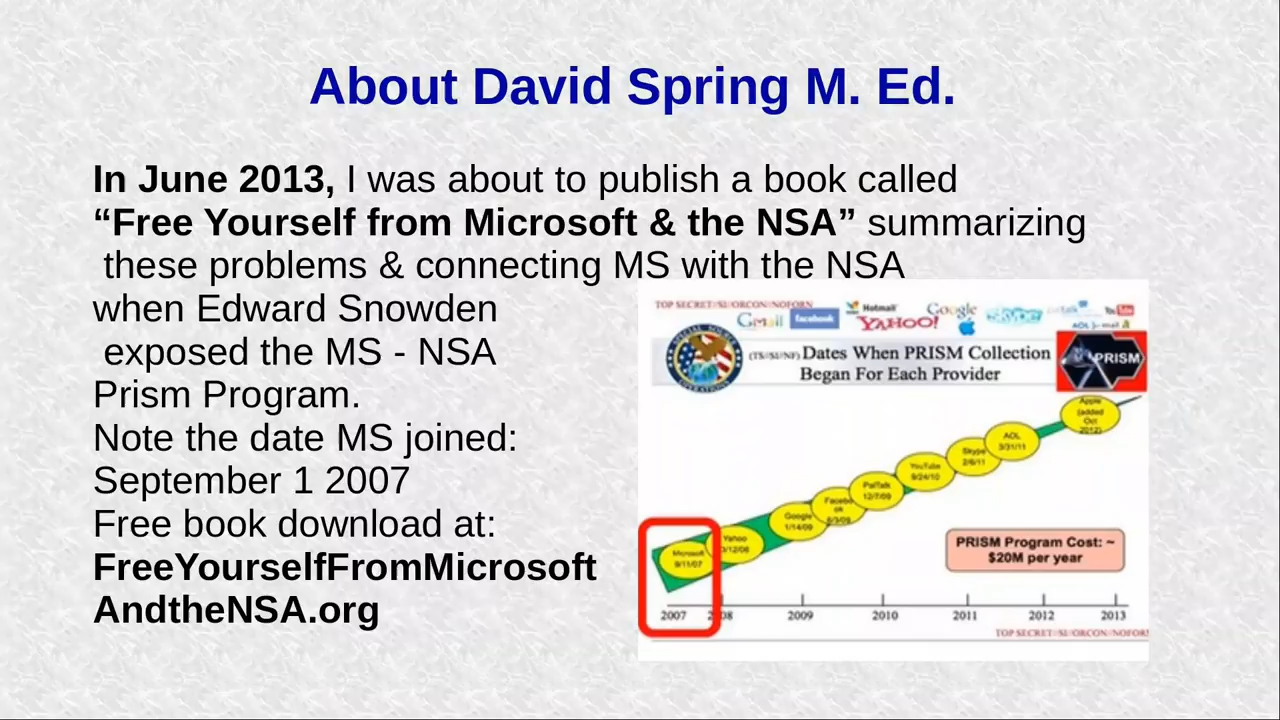 About David Spring M. Ed.
In June 2013, I was about to publish a book called
“Free Yourself from Microsoft & the NSA” summarizing
these problems & connecting MS with the NSA
when Edward Snowden
exposed the MS - NSA
Prism Program.
Note the date MS joined:
September 1 2007
Free book download at:
FreeYourselfFromMicrosoft
AndtheNSA.org
TOP SECRET//SI//ORCON//NOFORN
Gmail
facebook
Hotmail
YAHOO!
Google
skype
YouTube
AOL
(TS//SI//NF) Dates When PRISM Collection
Began For Each Provider
PRISM
Apple
(added
Oct
2012)
AOL
3/31/11
Skype
2/6/11
YouTube
9/24/10
PalTalk
12/7/09
Facebo
ok
6/3/09
Google
1/14/09
Yahoo
3/12/08
Microsoft
9/11/07
PRISM Program Cost: ~
$20M per year
2007
2008
2009
2010
2011
2012
2013
TOP SECRET//SI//ORCON//NOFORN